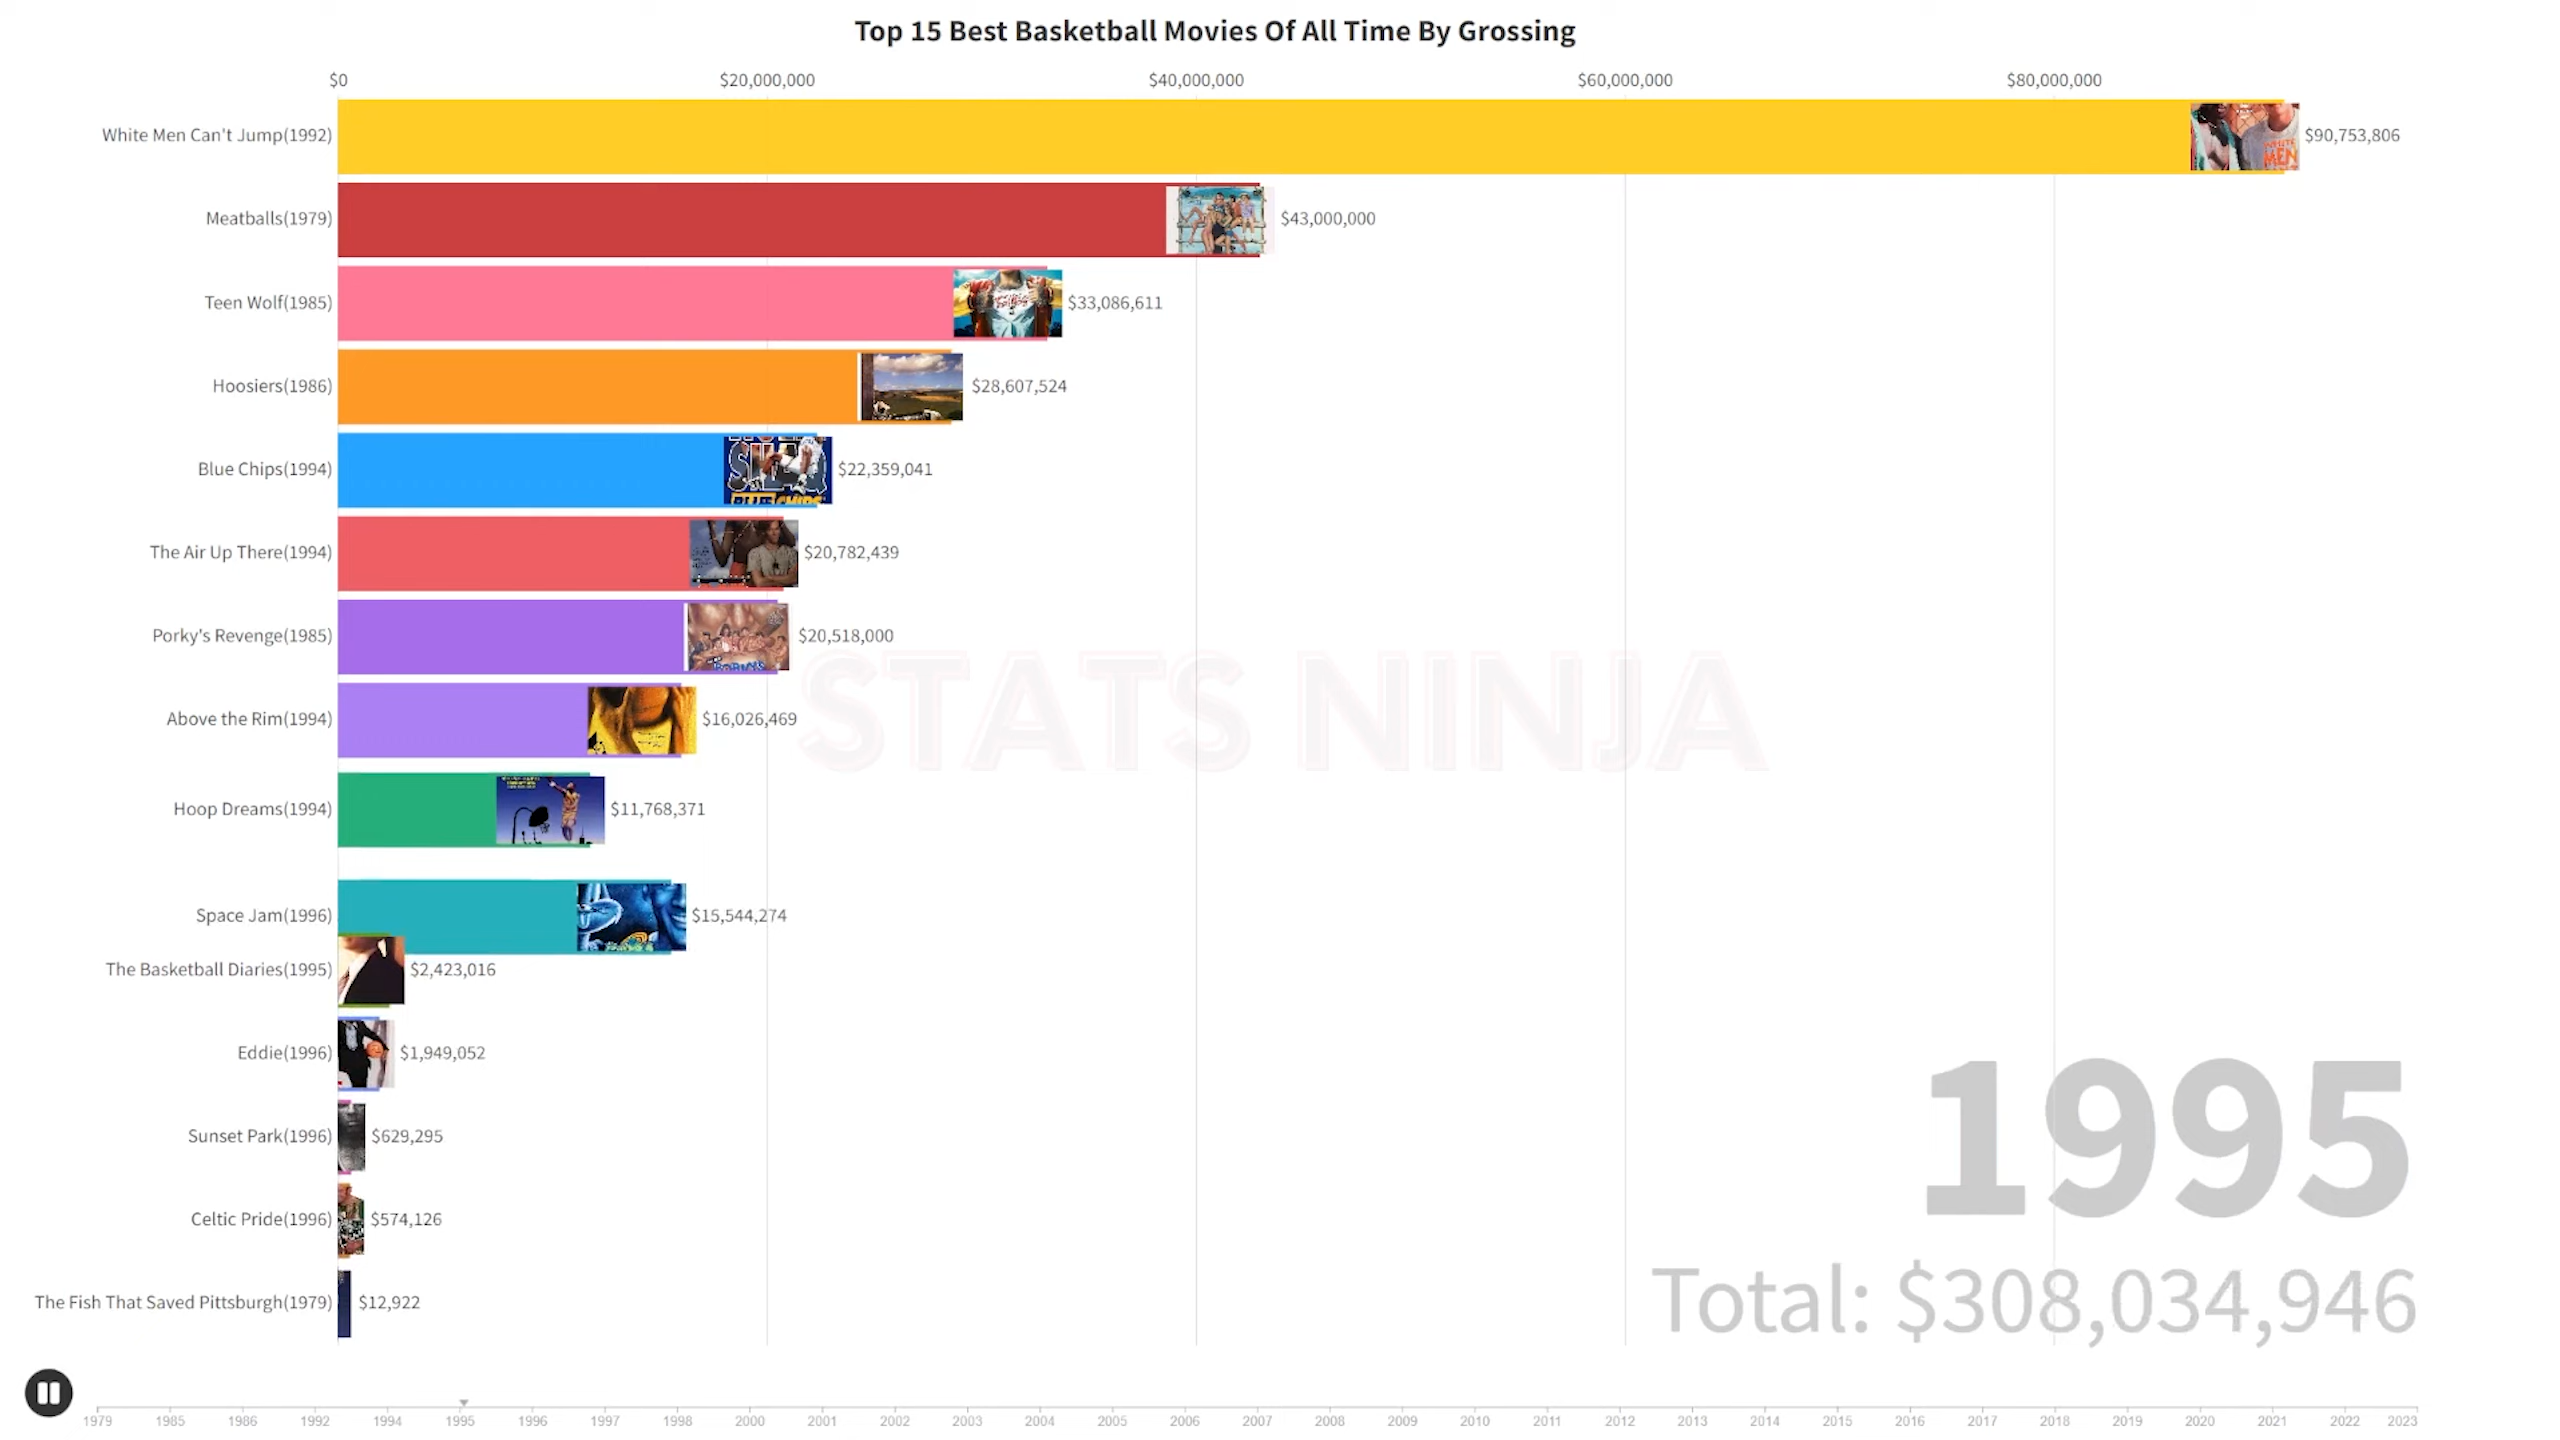 Top 15 Best Basketball Movies Of All Time By Grossing
$0 $20,000,000 $40,000,000 $60,000,000 $80,000,000
White Men Can't Jump(1992) $90,753,806
WHITE MEN
Meatballs(1979) $43,000,000
Teen Wolf(1985) $33,086,611
Hoosiers(1986) $28,607,524
Blue Chips(1994) $22,359,041
BLUE CHIPS
The Air Up There(1994) $20,782,439
Porky's Revenge(1985) $20,518,000
STATS NINJA
Above the Rim(1994) $16,026,469
Hoop Dreams(1994) $11,768,371
Space Jam(1996) $15,544,274
The Basketball Diaries(1995) $2,423,016
Eddie(1996) $1,949,052
Sunset Park(1996) $629,295
Celtic Pride(1996) $574,126
The Fish That Saved Pittsburgh(1979) $12,922
1995
Total: $308,034,946
1979 1985 1986 1992 1994 1995 1996 1997 1998 2000 2001 2002 2003 2004 2005 2006 2007 2008 2009 2010 2011 2012 2013 2014 2015 2016 2017 2018 2019 2020 2021 2022 2023